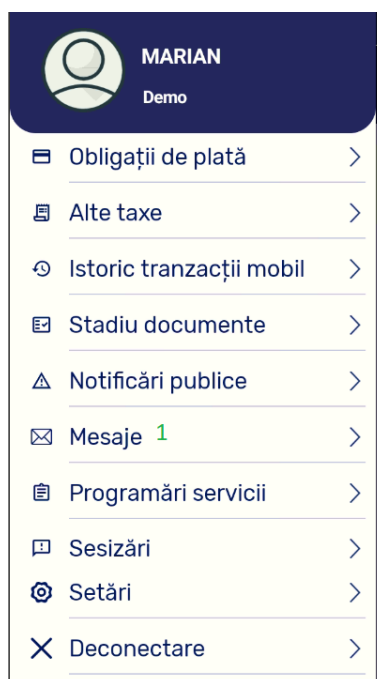 MARIAN
Demo
Obligații de plată
Alte taxe
Istoric tranzacții mobil
Stadiu documente
Notificări publice
Mesaje 1
Programări servicii
Sesizări
Setări
Deconectare